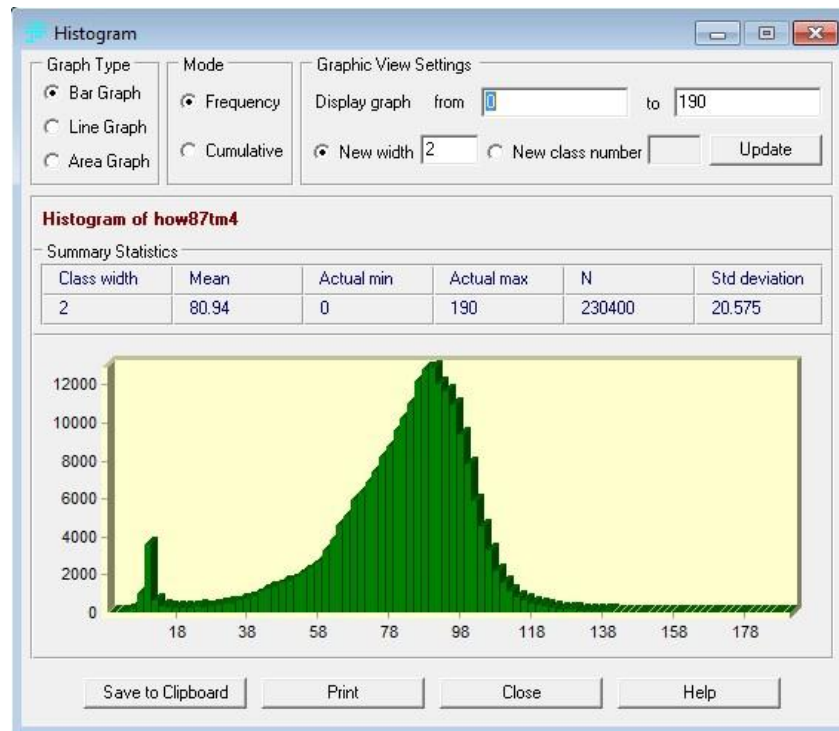 Histogram
Graph Type
Bar Graph
Line Graph
Area Graph
Mode
Frequency
Cumulative
Graphic View Settings
Display graph from 0 to 190
New width 2 New class number Update
Histogram of how87tm4
Summary Statistics
Class width Mean Actual min Actual max N Std deviation
2 80.94 0 190 230400 20.575
12000
10000
8000
6000
4000
2000
0
18 38 58 78 98 118 138 158 178
Save to Clipboard Print Close Help